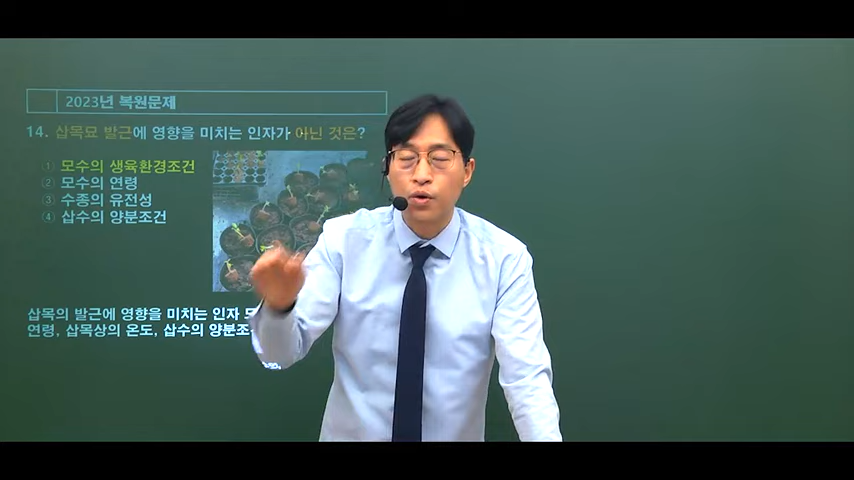 2023년 복원문제
14. 삽목묘 발근에 영향을 미치는 인자가 아닌 것은?
① 모수의 생육환경조건
② 모수의 연령
③ 수종의 유전성
④ 삽수의 양분조건
삽목의 발근에 영향을 미치는 인자
연령, 삽목상의 온도, 삽수의 양분조